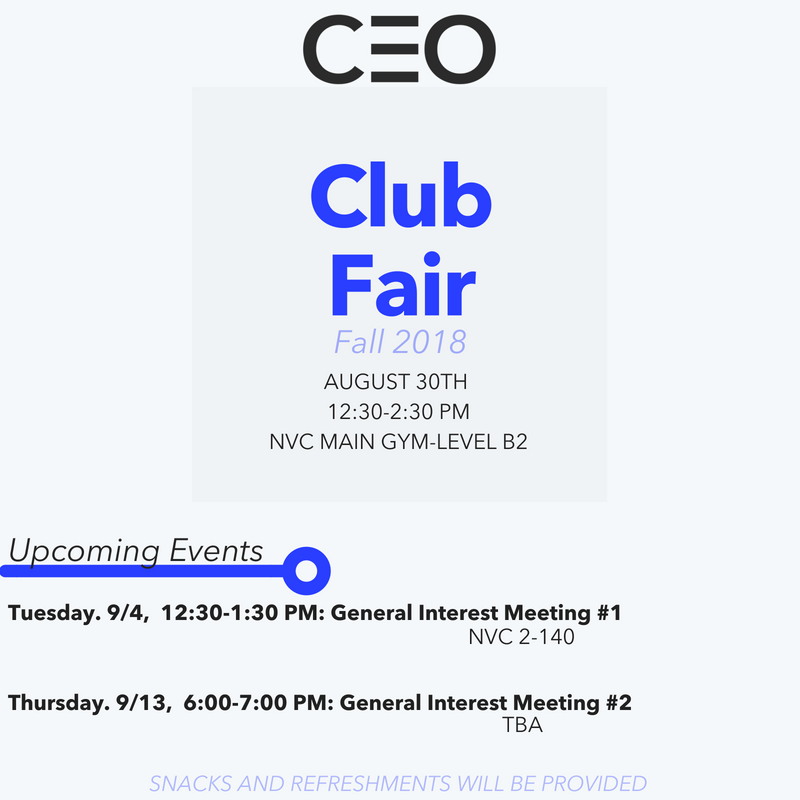 CEO
Club
Fair
Fall 2018
AUGUST 30TH
12:30-2:30 PM
NVC MAIN GYM-LEVEL B2
Upcoming Events
Tuesday. 9/4,  12:30-1:30 PM: General Interest Meeting #1
NVC 2-140
Thursday. 9/13,  6:00-7:00 PM: General Interest Meeting #2
TBA
SNACKS AND REFRESHMENTS WILL BE PROVIDED